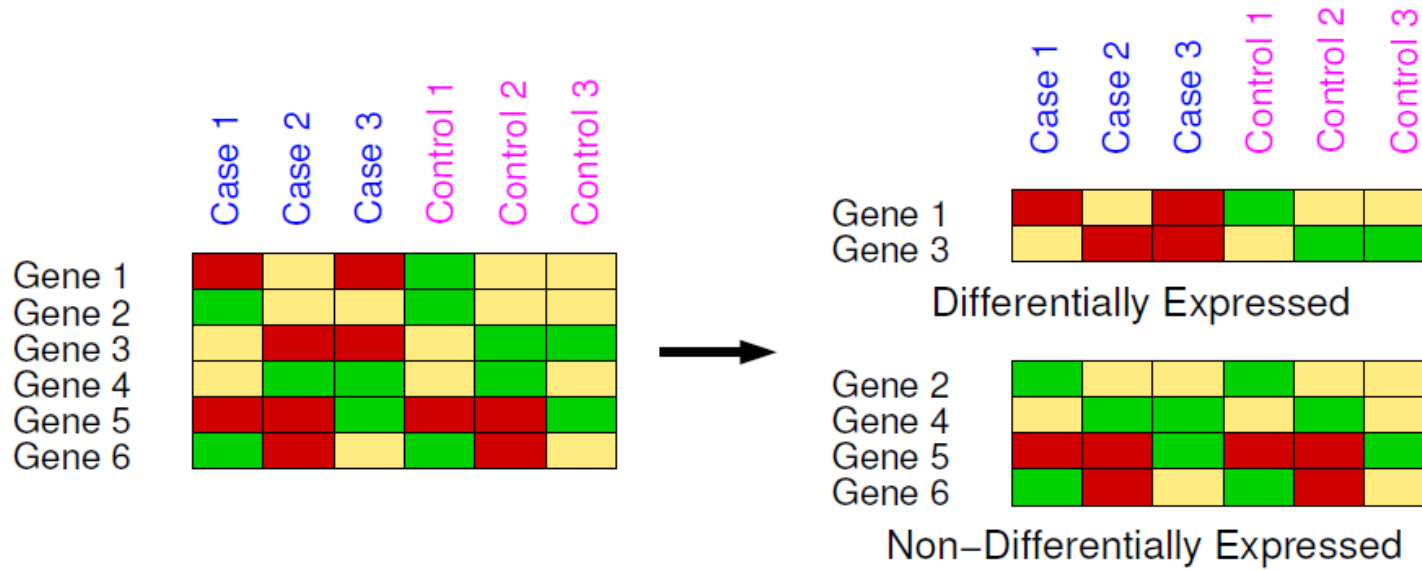 Case 1
Case 2
Case 3
Control 1
Control 2
Control 3
Gene 1
Gene 2
Gene 3
Gene 4
Gene 5
Gene 6
Case 1
Case 2
Case 3
Control 1
Control 2
Control 3
Gene 1
Gene 3
Differentially Expressed
Gene 2
Gene 4
Gene 5
Gene 6
Non−Differentially Expressed